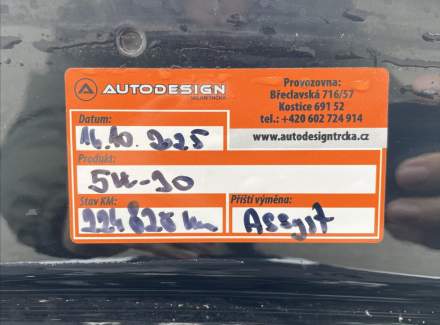 AUTODESIGN
Provozovna:
Břeclavská 716/57
Kostice 691 52
tel.: +420 602 724 914
www.autodesigntrcka.cz
Datum:
16.10.2025
Produkt:
5W-30
Stav KM:
224 828 km
Příští výměna:
Assyst